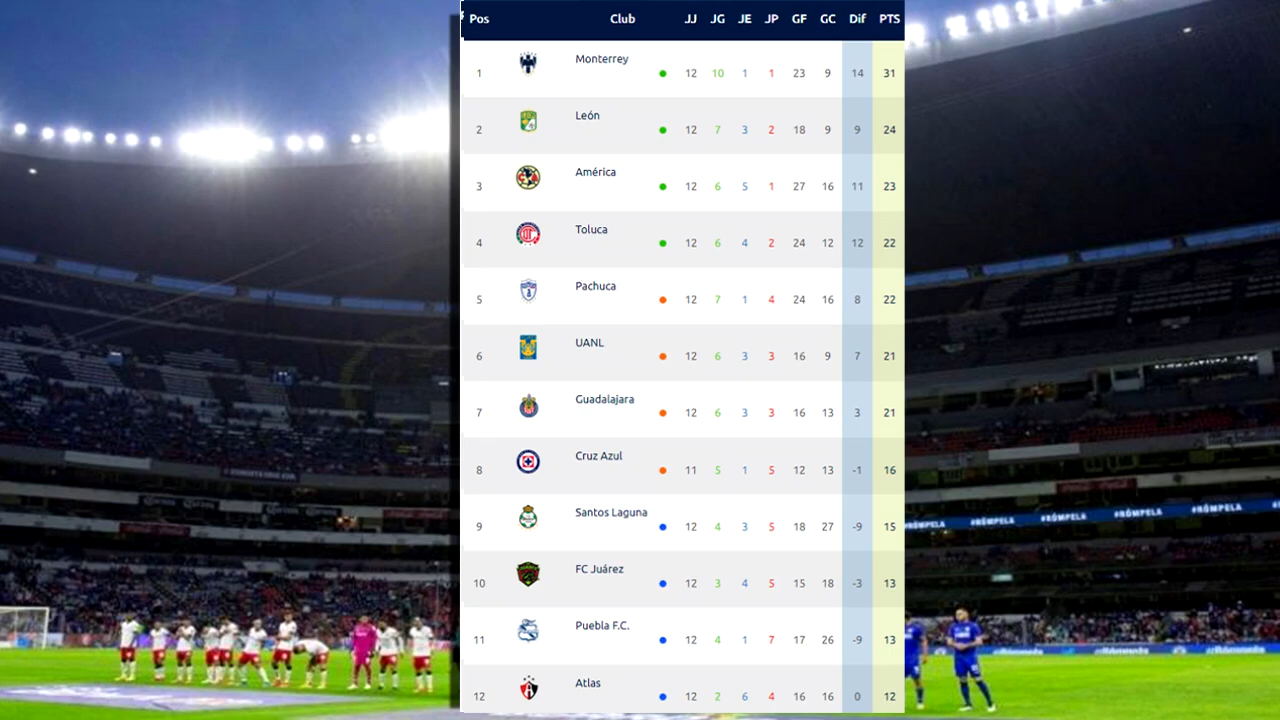 Pos Club JJ JG JE JP GF GC Dif PTS
1 Monterrey 12 10 1 1 23 9 14 31
2 León 12 7 3 2 18 9 9 24
3 América 12 6 5 1 27 16 11 23
4 Toluca 12 6 4 2 24 12 12 22
5 Pachuca 12 7 1 4 24 16 8 22
6 UANL 12 6 3 3 16 9 7 21
7 Guadalajara 12 6 3 3 16 13 3 21
8 Cruz Azul 11 5 1 5 12 13 -1 16
9 Santos Laguna 12 4 3 5 18 27 -9 15
10 FC Juárez 12 3 4 5 15 18 -3 13
11 Puebla F.C. 12 4 1 7 17 26 -9 13
12 Atlas 12 2 6 4 16 16 0 12
#RÓMPELA #RÓMPELA #RÓMPELA #RÓMPELA